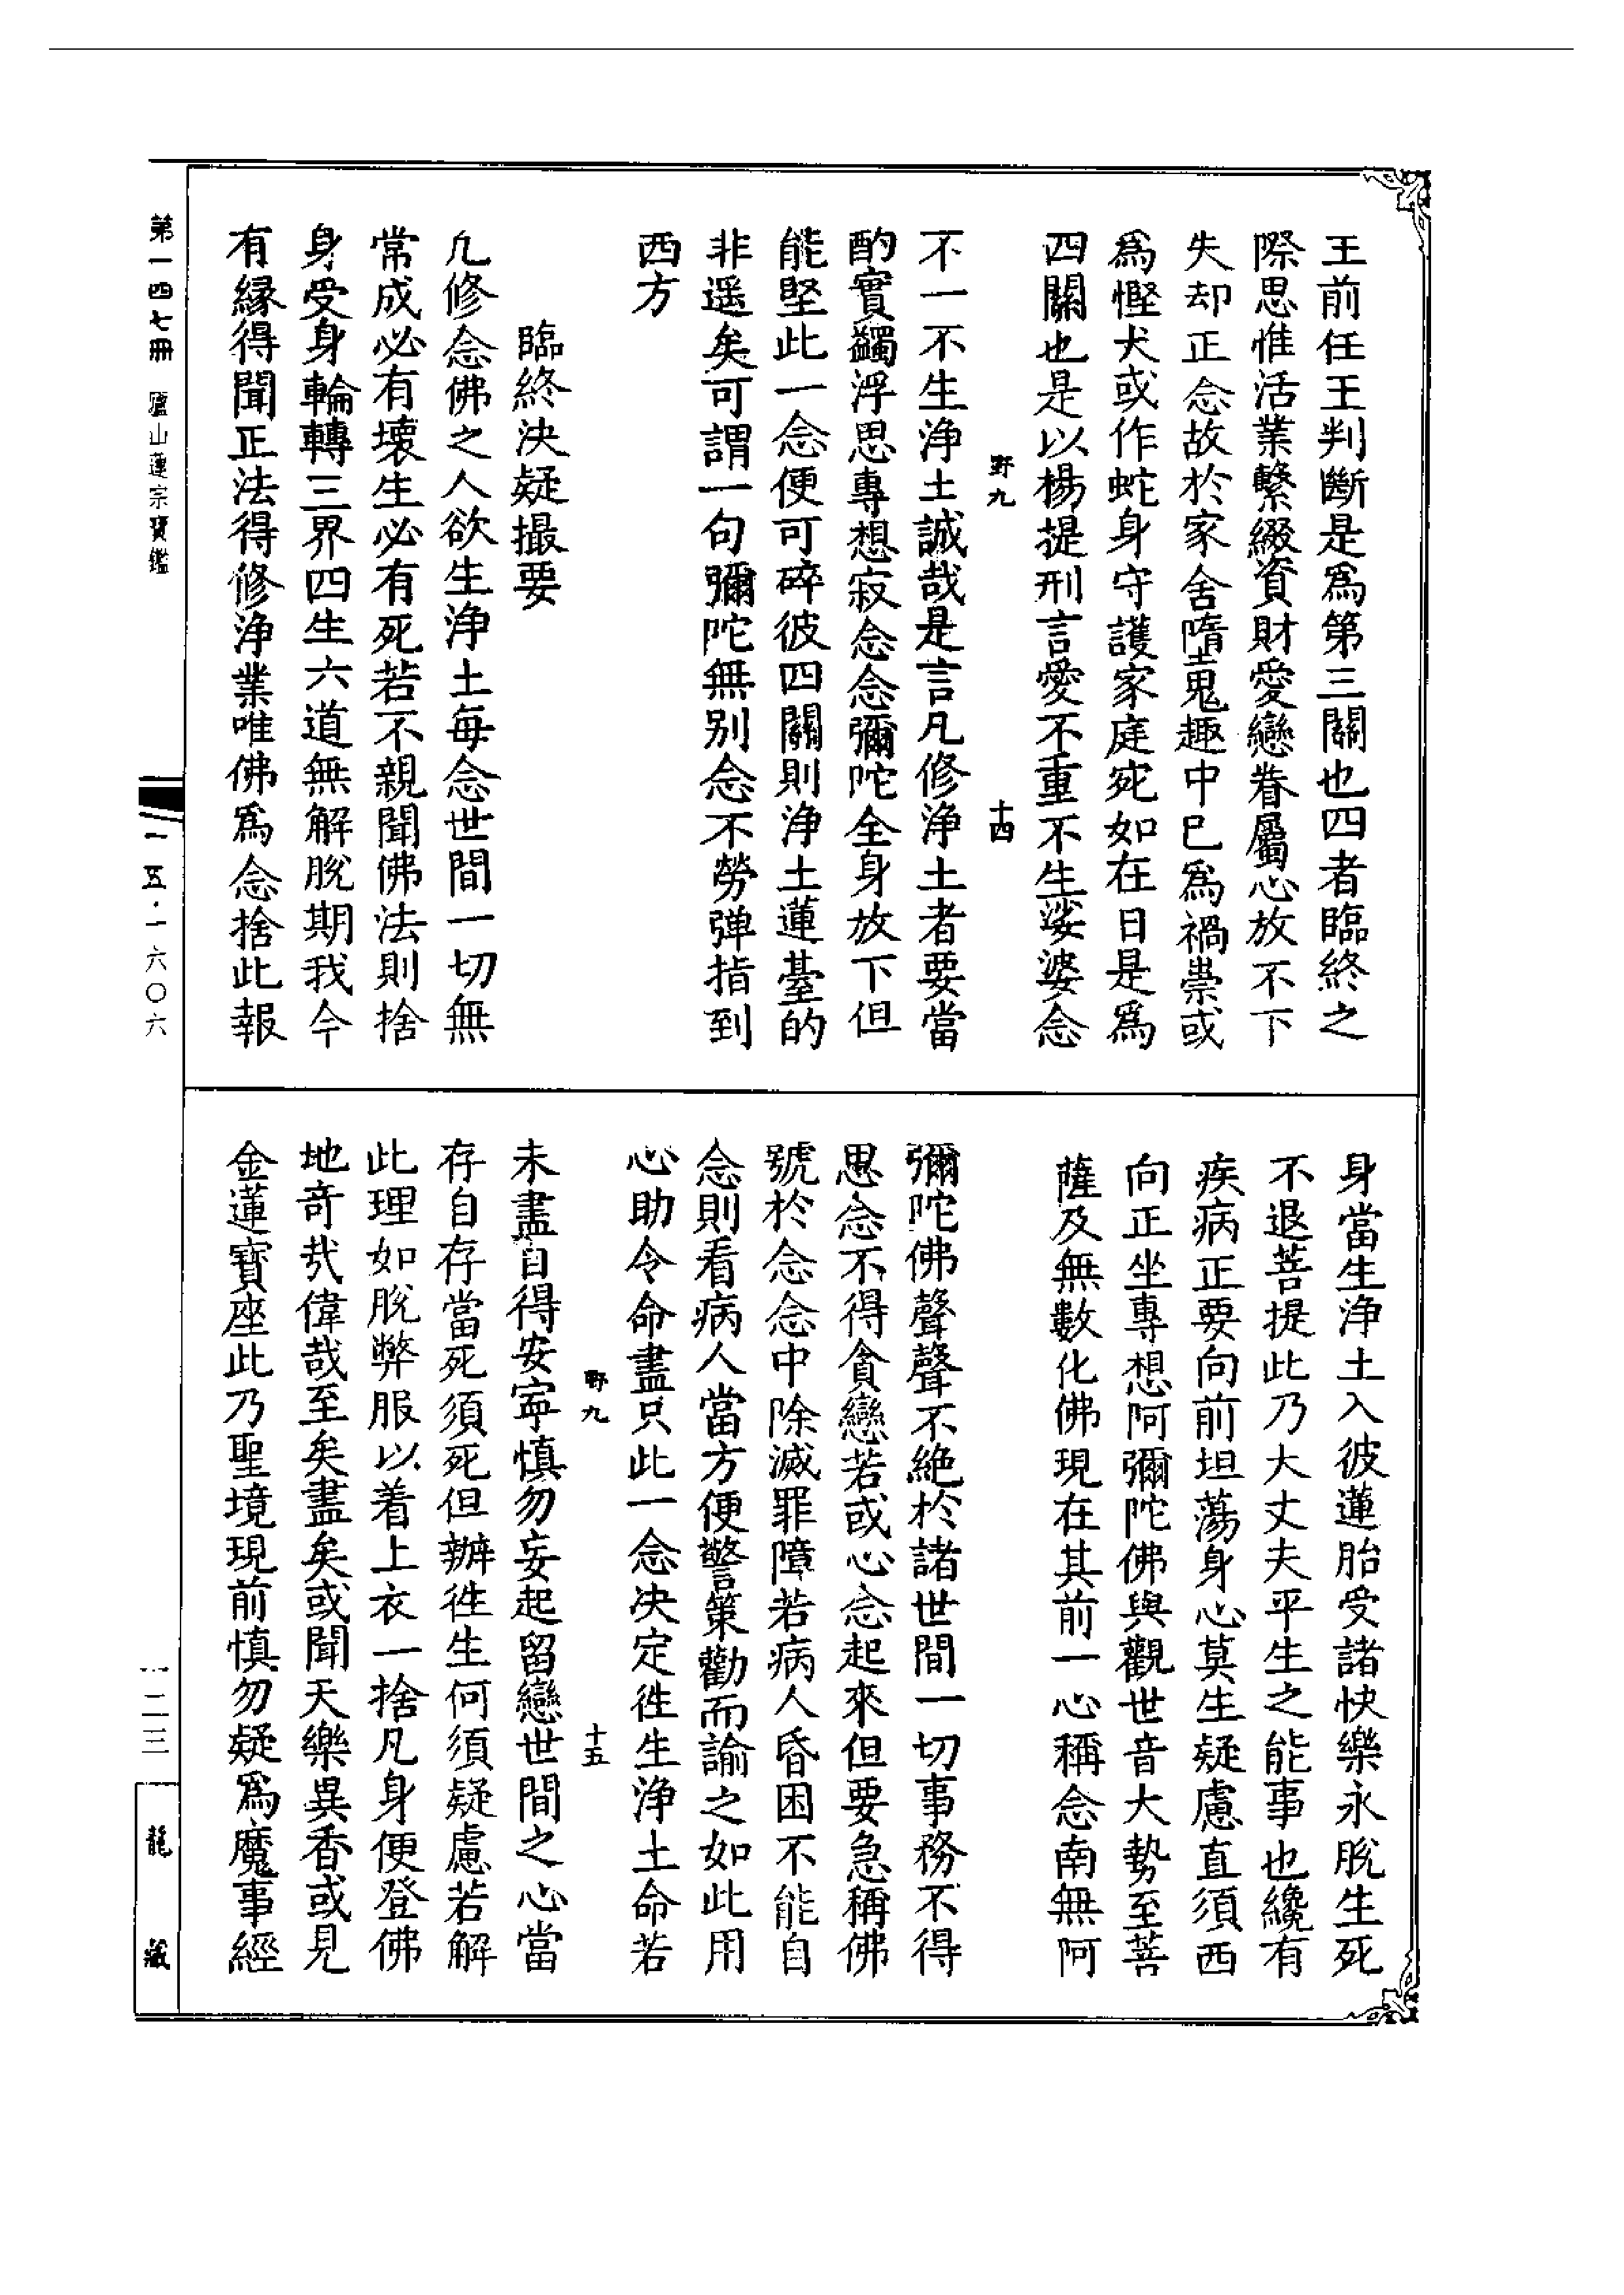 王前任王判斷是爲第三關也四者臨終之
際思惟活業繫綴資財愛戀眷屬心放不下
失却正念故於家舍墮鬼趣中巳爲禍祟或
爲慳犬或作蛇身守護家庭宛如在日是爲
四關也是以楊提刑言愛不重不生娑婆念
野九 十四
不一不生淨土誠哉是言凡修淨土者要當
酌實蠲浮思專想寂念念彌陀全身放下但
能堅此一念便可碎彼四關則淨土蓮臺的
非遥矣可謂一句彌陀無别念不勞弹指到
西方
臨終決疑撮要
凢修念佛之人欲生淨土每念世間一切無
常成必有壞生必有死若不親聞佛法則捨
身受身輪轉三界四生六道無解脫期我今
有緣得聞正法得修淨業唯佛爲念捨此報
身當生淨土入彼蓮胎受諸快樂永脫生死
不退菩提此乃大丈夫平生之能事也纔有
疾病正要向前坦蕩身心莫生疑慮直須西
向正坐專想阿彌陀佛與觀世音大勢至菩
薩及無數化佛現在其前一心稱念南無阿
彌陀佛聲聲不絶於諸世間一切事務不得
思念不得貪戀若或心念起來但要急稱佛
號於念念中除滅罪障若病人昏困不能自
念則看病人當方便警策勸而諭之如此用
心助令命盡只此一念决定徃生淨土命若
野九 十五
未盡自得安寧慎勿妄起留戀世間之心當
存自存當死須死但辦徃生何須疑慮若解
此理如脫弊服以着上衣一捨凡身便登佛
地奇㢤偉哉至矣盡矣或聞天樂異香或見
金蓮寶座此乃聖境現前慎勿疑爲魔事經
第一四七冊 廬山蓮宗寶鑑
一五·一六〇六
二三
龍藏